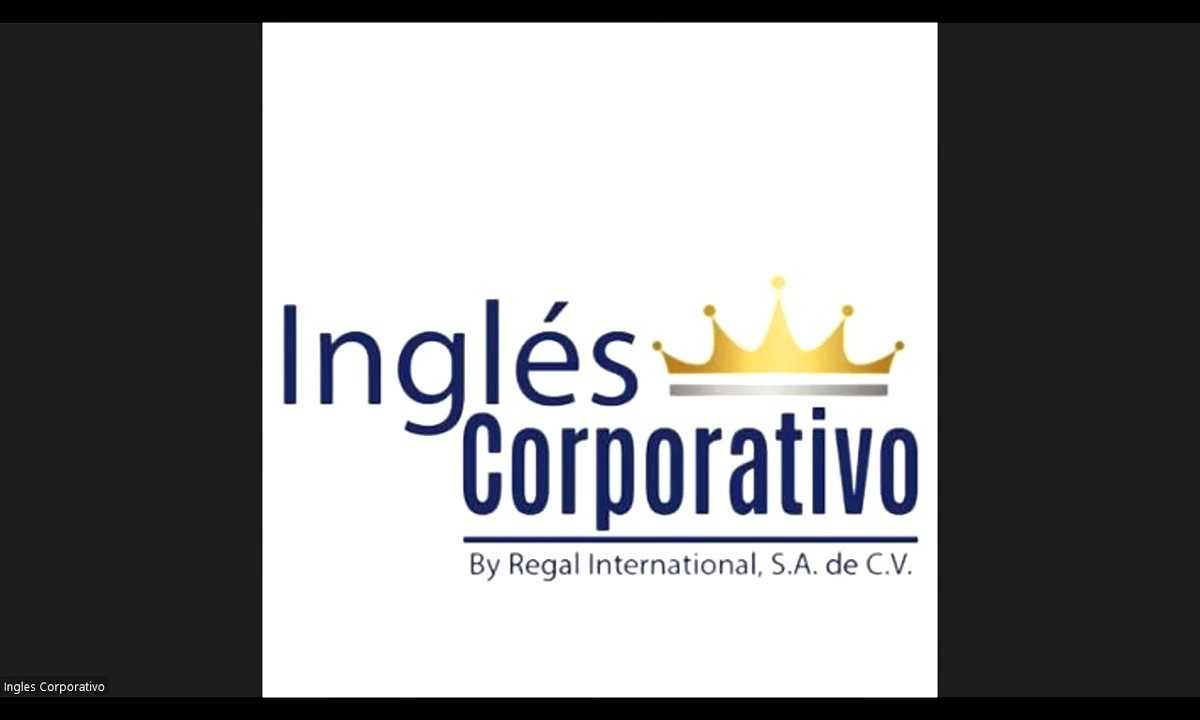 Inglés
Corporativo
By Regal International, S.A. de C.V.
Ingles Corporativo